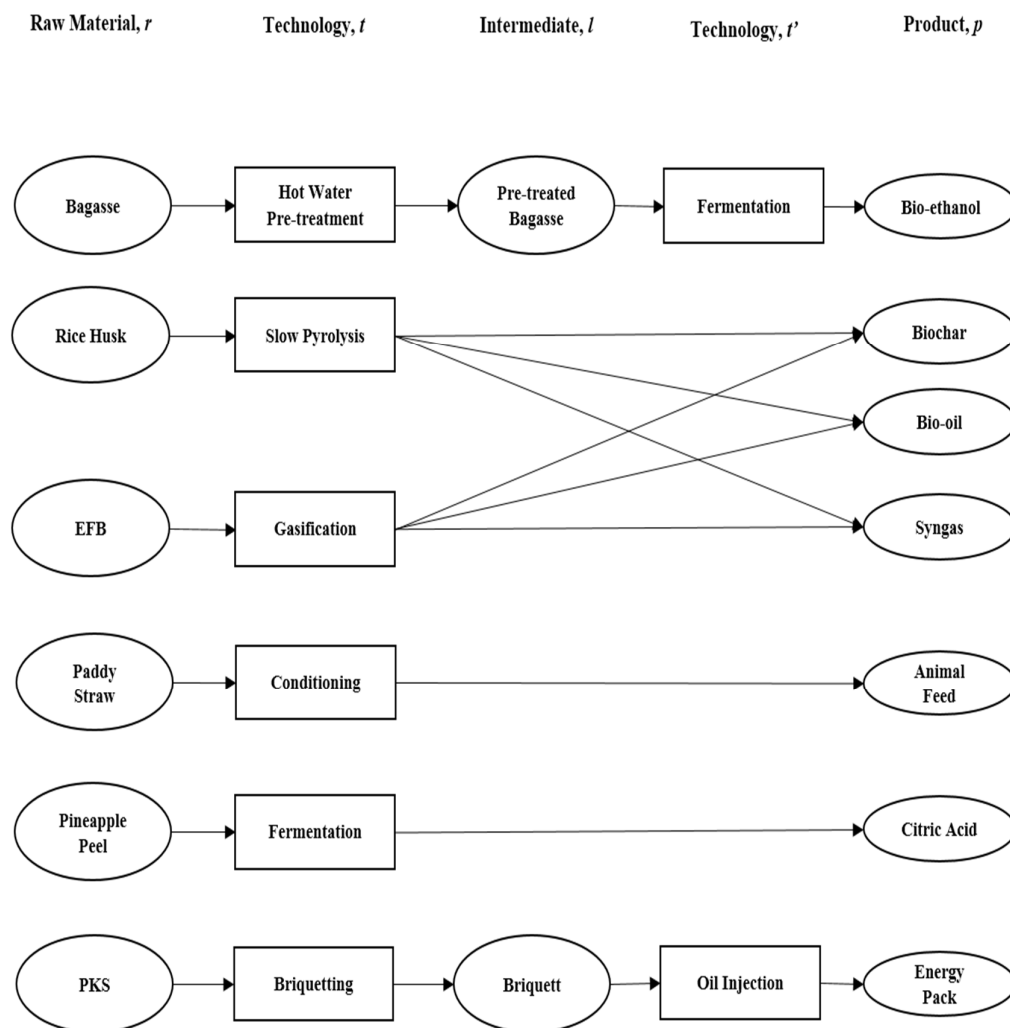 Raw Material, r
Technology, t
Intermediate, l
Technology, t'
Product, p
Bagasse
Hot Water
Pre-treatment
Pre-treated
Bagasse
Fermentation
Bio-ethanol
Rice Husk
Slow Pyrolysis
Biochar
Bio-oil
EFB
Gasification
Syngas
Paddy
Straw
Conditioning
Animal
Feed
Pineapple
Peel
Fermentation
Citric Acid
PKS
Briquetting
Briquett
Oil Injection
Energy
Pack